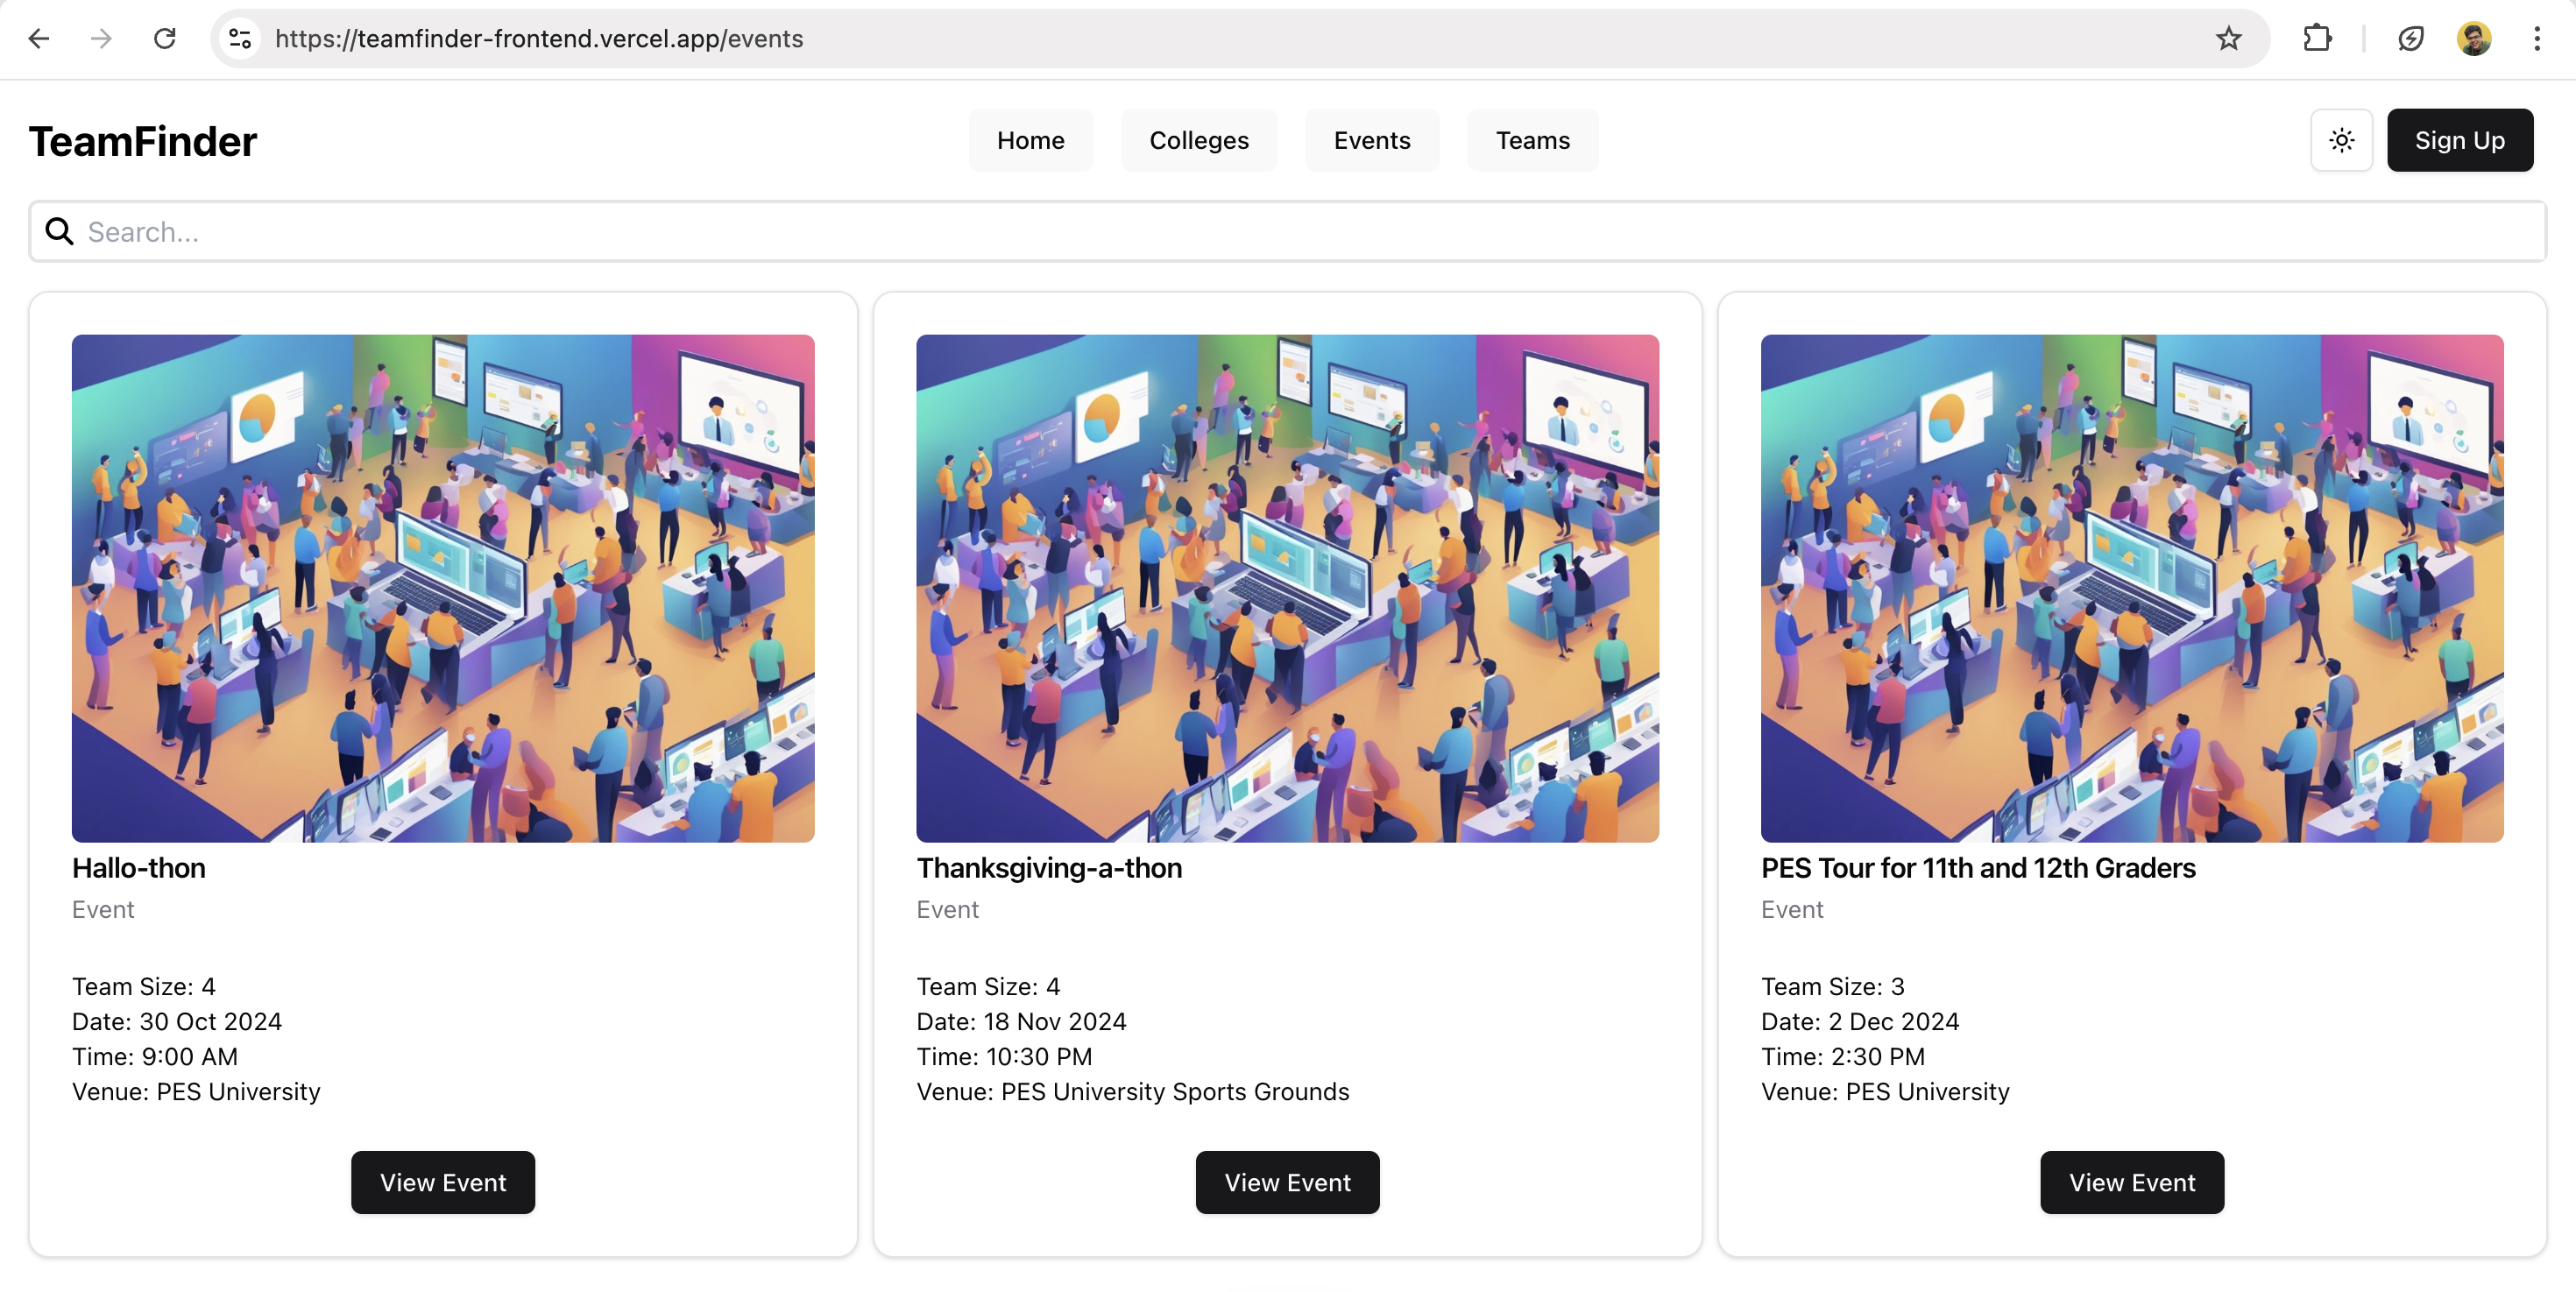 https://teamfinder-frontend.vercel.app/events
TeamFinder
Home
Colleges
Events
Teams
Sign Up
Search...
Hallo-thon
Event
Team Size: 4
Date: 30 Oct 2024
Time: 9:00 AM
Venue: PES University
View Event
Thanksgiving-a-thon
Event
Team Size: 4
Date: 18 Nov 2024
Time: 10:30 PM
Venue: PES University Sports Grounds
View Event
PES Tour for 11th and 12th Graders
Event
Team Size: 3
Date: 2 Dec 2024
Time: 2:30 PM
Venue: PES University
View Event